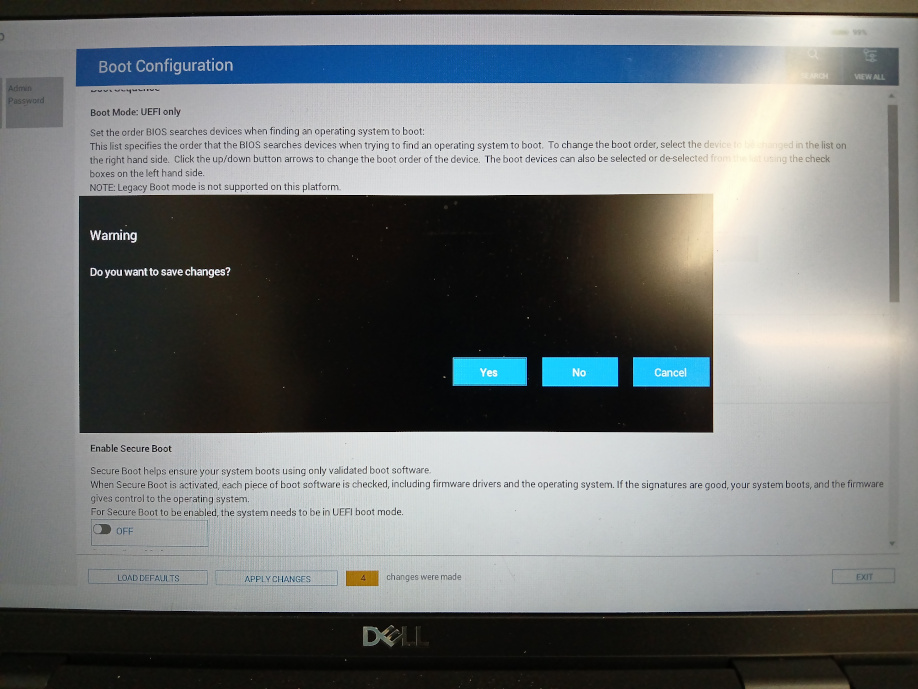 99%
Boot Configuration
SEARCH
VIEW ALL
Admin
Password
Boot Sequence
Boot Mode: UEFI only
Set the order BIOS searches devices when finding an operating system to boot:
This list specifies the order that the BIOS searches devices when trying to find an operating system to boot. To change the boot order, select the device to be changed in the list on
the right hand side. Click the up/down button arrows to change the boot order of the device. The boot devices can also be selected or de-selected from the list using the check
boxes on the left hand side.
NOTE: Legacy Boot mode is not supported on this platform.
Warning
Do you want to save changes?
Yes
No
Cancel
Enable Secure Boot
Secure Boot helps ensure your system boots using only validated boot software.
When Secure Boot is activated, each piece of boot software is checked, including firmware drivers and the operating system. If the signatures are good, your system boots, and the firmware
gives control to the operating system.
For Secure Boot to be enabled, the system needs to be in UEFI boot mode.
OFF
LOAD DEFAULTS
APPLY CHANGES
4
changes were made
EXIT
DELL